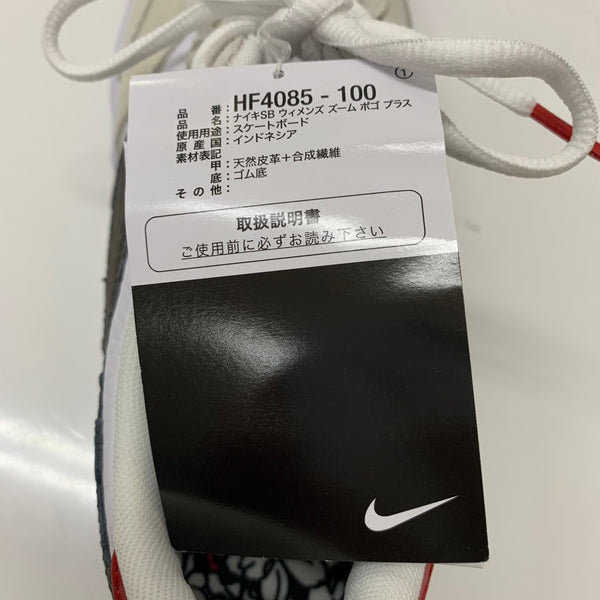 ①
品 番：HF4085 - 100
品 名：ナイキSB ウィメンズ ズーム ポゴ プラス
使用用途：スケートボード
原 産 国：インドネシア
素材表記
甲：天然皮革＋合成繊維
底：ゴム底
そ の 他：
取扱説明書
ご使用前に必ずお読み下さい